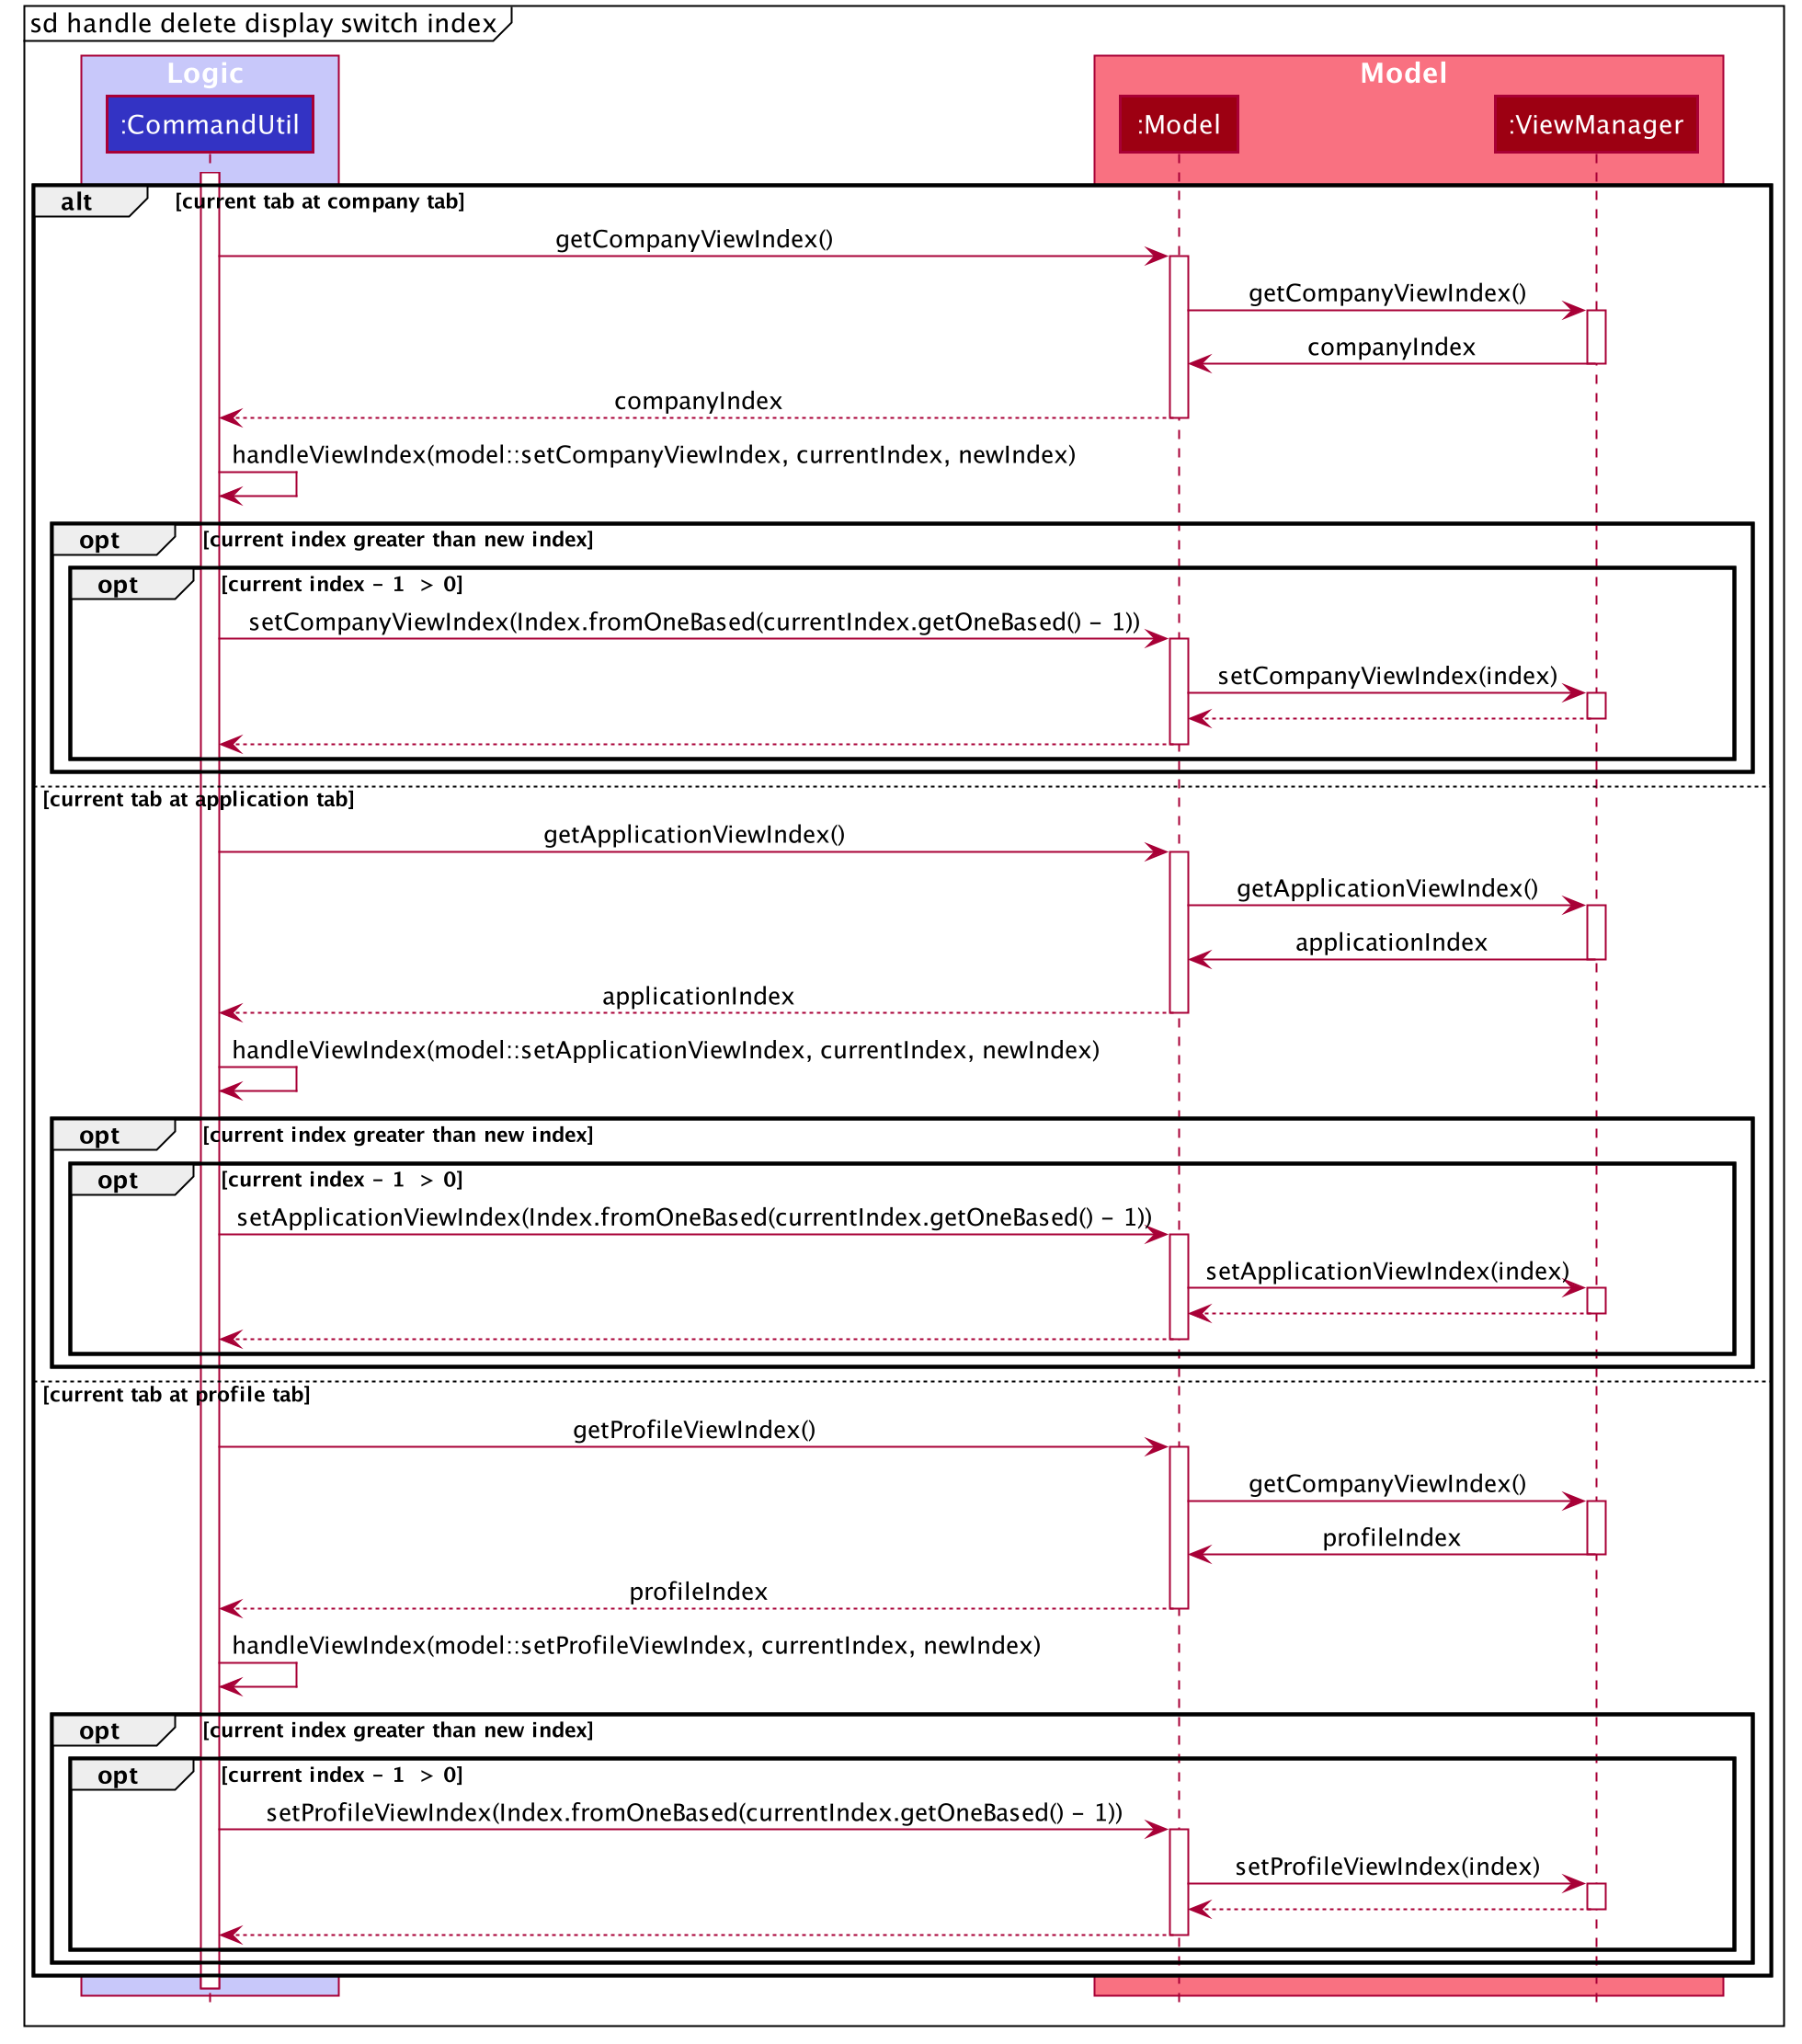 sd handle delete display switch index
Logic
Model
:CommandUtil
:Model
:ViewManager
alt
[current tab at company tab]
getCompanyViewIndex()
getCompanyViewIndex()
companyIndex
companyIndex
handleViewIndex(model::setCompanyViewIndex, currentIndex, newIndex)
opt
[current index greater than new index]
opt
[current index - 1 > 0]
setCompanyViewIndex(Index.fromOneBased(currentIndex.getOneBased() - 1))
setCompanyViewIndex(index)
[current tab at application tab]
getApplicationViewIndex()
getApplicationViewIndex()
applicationIndex
applicationIndex
handleViewIndex(model::setApplicationViewIndex, currentIndex, newIndex)
opt
[current index greater than new index]
opt
[current index - 1 > 0]
setApplicationViewIndex(Index.fromOneBased(currentIndex.getOneBased() - 1))
setApplicationViewIndex(index)
[current tab at profile tab]
getProfileViewIndex()
getCompanyViewIndex()
profileIndex
profileIndex
handleViewIndex(model::setProfileViewIndex, currentIndex, newIndex)
opt
[current index greater than new index]
opt
[current index - 1 > 0]
setProfileViewIndex(Index.fromOneBased(currentIndex.getOneBased() - 1))
setProfileViewIndex(index)